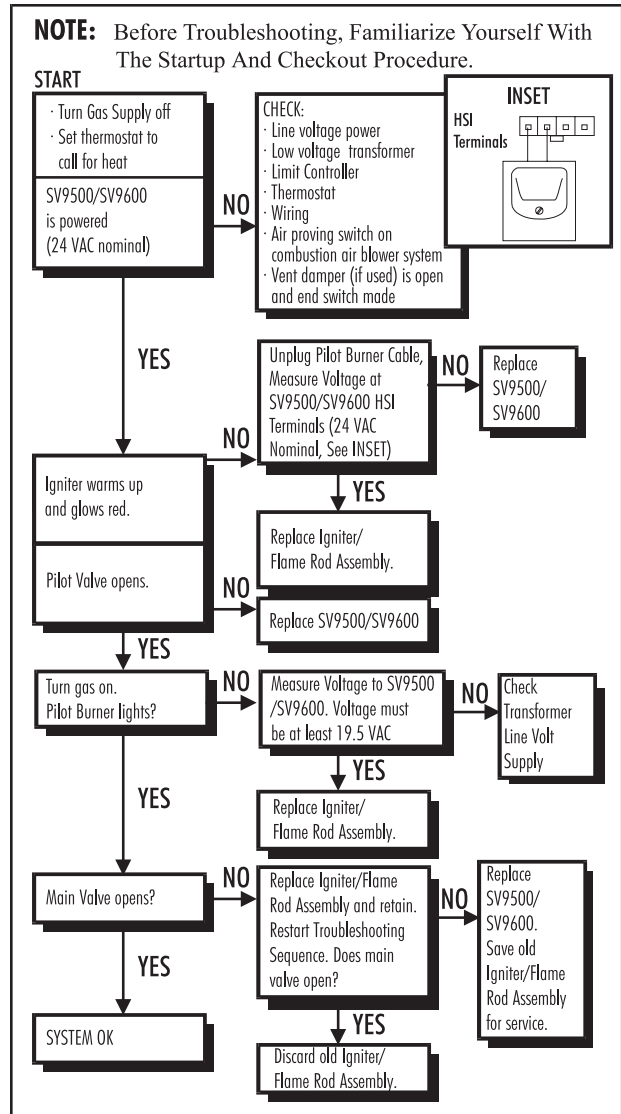 NOTE: Before Troubleshooting, Familiarize Yourself With
The Startup And Checkout Procedure.
START
· Turn Gas Supply off
· Set thermostat to
call for heat
SV9500/SV9600
is powered
(24 VAC nominal)
NO
CHECK:
· Line voltage power
· Low voltage transformer
· Limit Controller
· Thermostat
· Wiring
· Air proving switch on
combustion air blower system
· Vent damper (if used) is open
and end switch made
INSET
HSI
Terminals
YES
Igniter warms up
and glows red.
NO
Unplug Pilot Burner Cable,
Measure Voltage at
SV9500/SV9600 HSI
Terminals (24 VAC
Nominal, See INSET)
NO
Replace
SV9500/
SV9600
YES
Replace Igniter/
Flame Rod Assembly.
Pilot Valve opens.
NO
Replace SV9500/SV9600
YES
Turn gas on.
Pilot Burner lights?
NO
Measure Voltage to SV9500
/SV9600. Voltage must
be at least 19.5 VAC
NO
Check
Transformer
Line Volt
Supply
YES
Replace Igniter/
Flame Rod Assembly.
YES
Main Valve opens?
NO
Replace Igniter/Flame
Rod Assembly and retain.
Restart Troubleshooting
Sequence. Does main
valve open?
NO
Replace
SV9500/
SV9600.
Save old
Igniter/Flame
Rod Assembly
for service.
YES
Discard old Igniter/
Flame Rod Assembly.
YES
SYSTEM OK